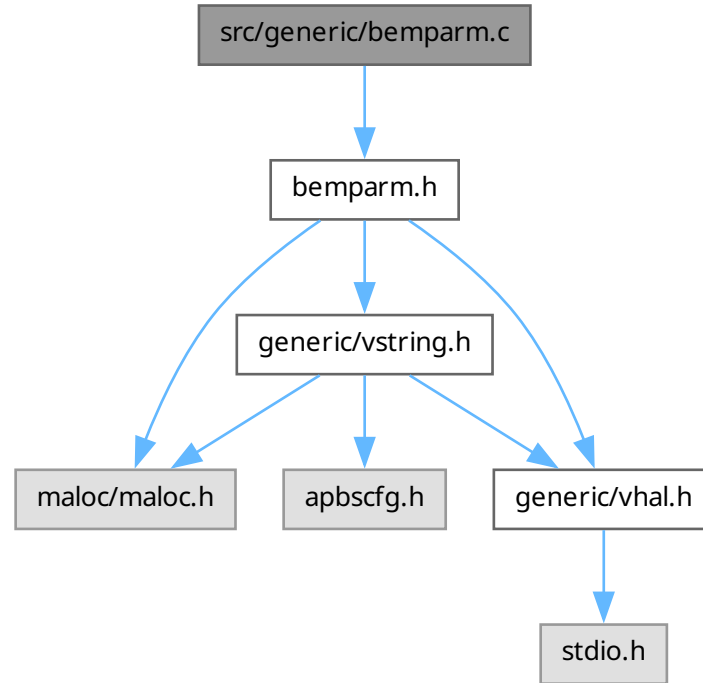 src/generic/bemparm.c
bemparm.h
generic/vstring.h
maloc/maloc.h
apbscfg.h
generic/vhal.h
stdio.h